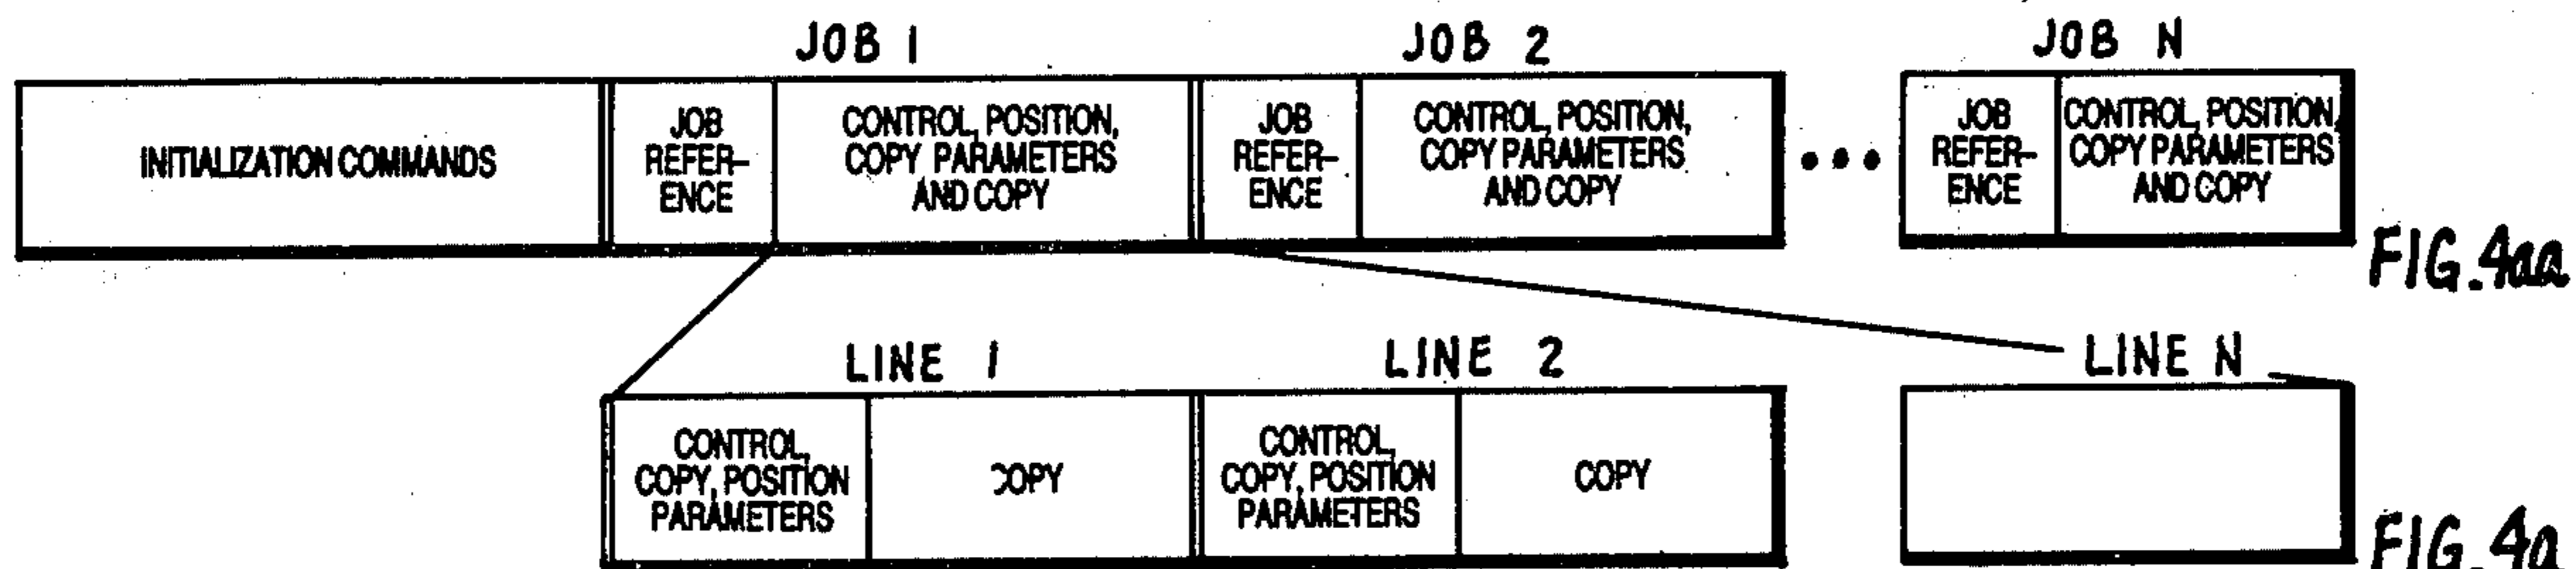 JOB 1
JOB 2
JOB N
INITIALIZATION COMMANDS
JOB
REFER-
ENCE
CONTROL, POSITION,
COPY PARAMETERS
AND COPY
JOB
REFER-
ENCE
CONTROL, POSITION,
COPY PARAMETERS
AND COPY
•••
JOB
REFER-
ENCE
CONTROL, POSITION,
COPY PARAMETERS
AND COPY
FIG.4aa
LINE 1
LINE 2
LINE N
CONTROL,
COPY, POSITION
PARAMETERS
COPY
CONTROL,
COPY, POSITION
PARAMETERS
COPY
FIG.4a